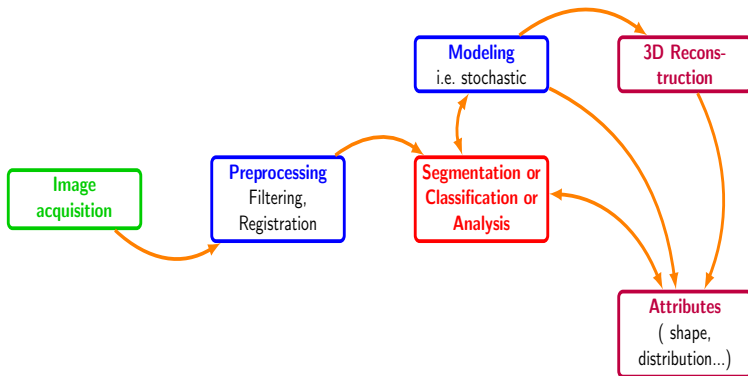 Image
acquisition
Preprocessing
Filtering,
Registration
Segmentation or
Classification or
Analysis
Modeling
i.e. stochastic
3D Recons-
truction
Attributes
( shape,
distribution...)